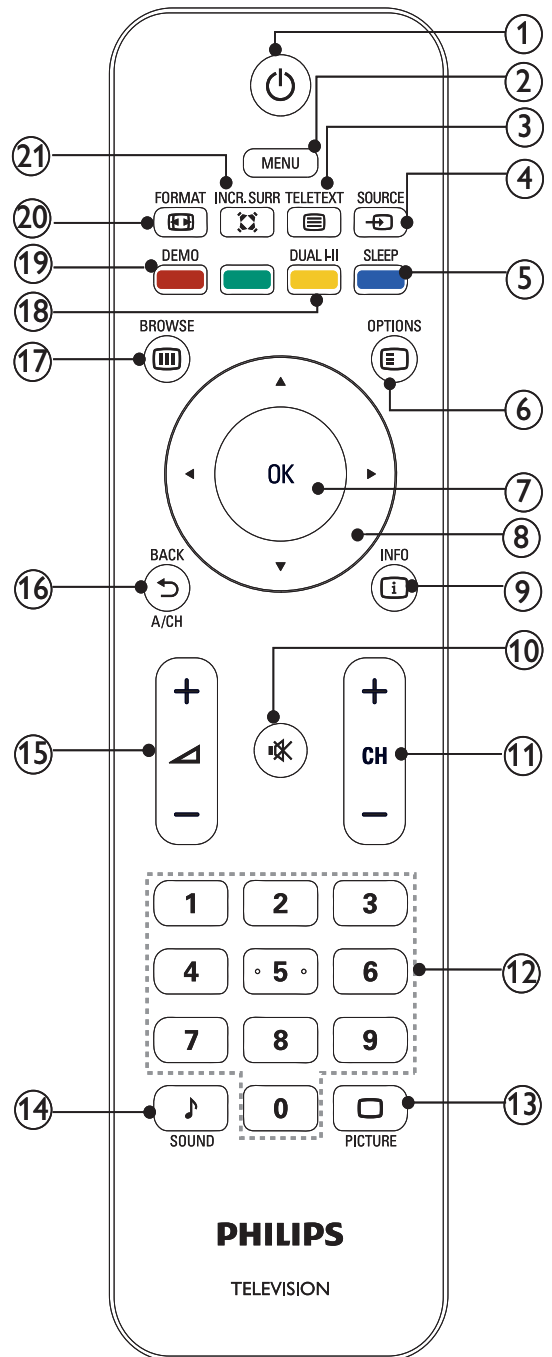 1
2
MENU
3
21
FORMAT INCR. SURR TELETEXT SOURCE
4
20
DEMO DUAL I-II SLEEP
19
5
18
BROWSE OPTIONS
17
6
OK
7
8
BACK INFO
16
i
9
A/CH
10
+ +
15
CH
11
− −
1 2 3
4 5 6
12
7 8 9
14
0
13
SOUND PICTURE
PHILIPS
TELEVISION